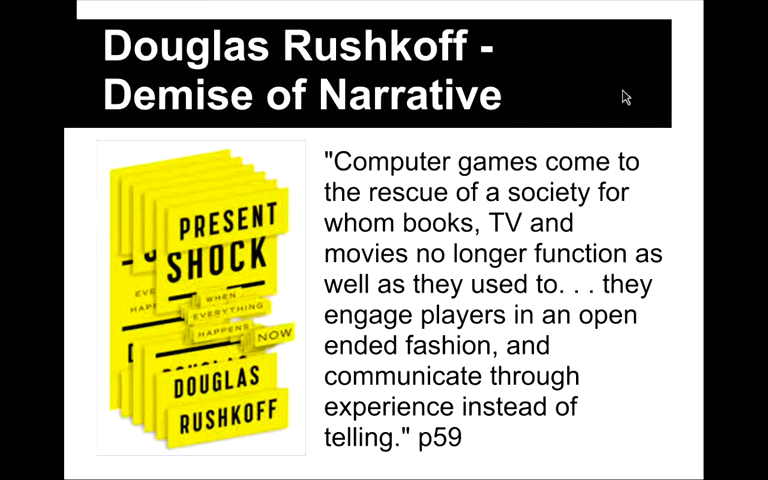 Douglas Rushkoff -
Demise of Narrative
"Computer games come to
the rescue of a society for
whom books, TV and
movies no longer function as
well as they used to. . . they
engage players in an open
ended fashion, and
communicate through
experience instead of
telling." p59
PRESENT
SHOCK
EVE
HAP
WHEN
EVERYTHING
HAPPENS
NOW
DOUGLAS
RUSHKOFF